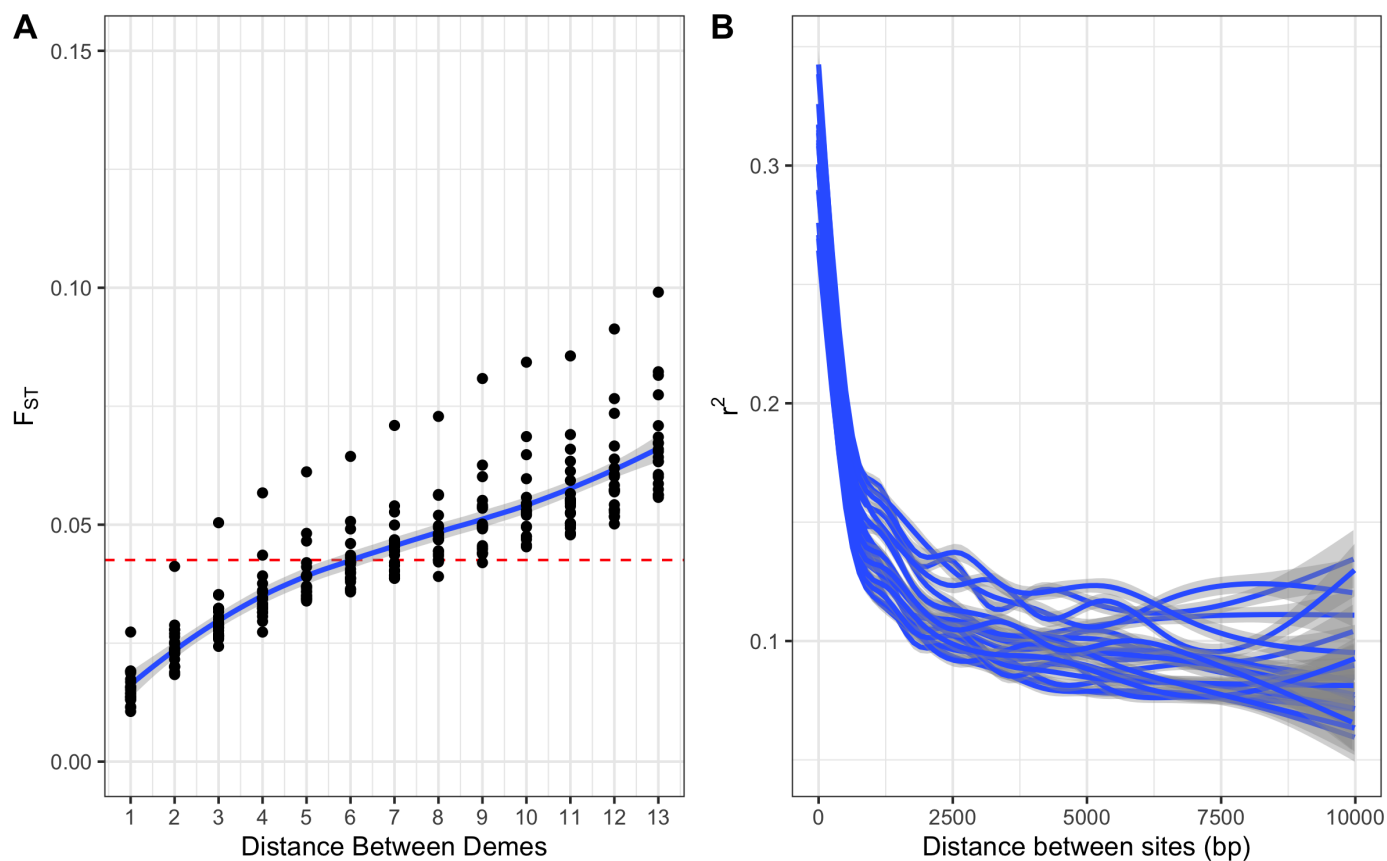 A
B
0.15
0.10
0.05
0.00
F_ST
1 2 3 4 5 6 7 8 9 10 11 12 13
Distance Between Demes
0.3
0.2
0.1
r²
0 2500 5000 7500 10000
Distance between sites (bp)